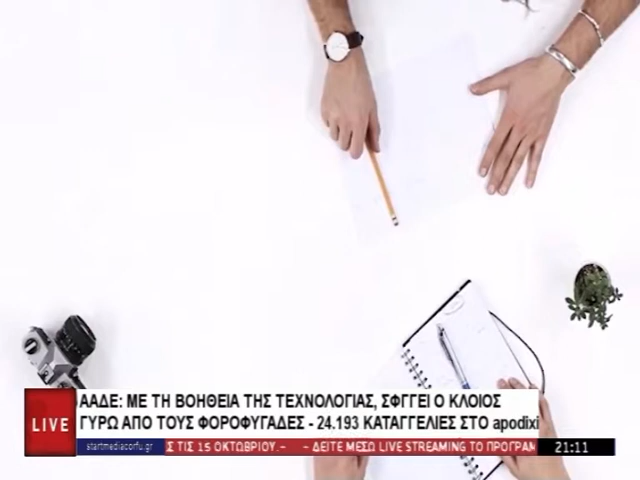 ΑΑΔΕ: ΜΕ ΤΗ ΒΟΗΘΕΙΑ ΤΗΣ ΤΕΧΝΟΛΟΓΙΑΣ, ΣΦΓΓΕΙ Ο ΚΛΟΙΟΣ
ΓΥΡΩ ΑΠΟ ΤΟΥΣ ΦΟΡΟΦΥΓΑΔΕΣ - 24.193 ΚΑΤΑΓΓΕΛΙΕΣ ΣΤΟ apodixi
LIVE
startmediacorfu.gr Σ ΤΙΣ 15 ΟΚΤΩΒΡΙΟΥ.– – ΔΕΙΤΕ ΜΕΣΩ LIVE STREAMING ΤΟ ΠΡΟΓΡΑΜ 21:11